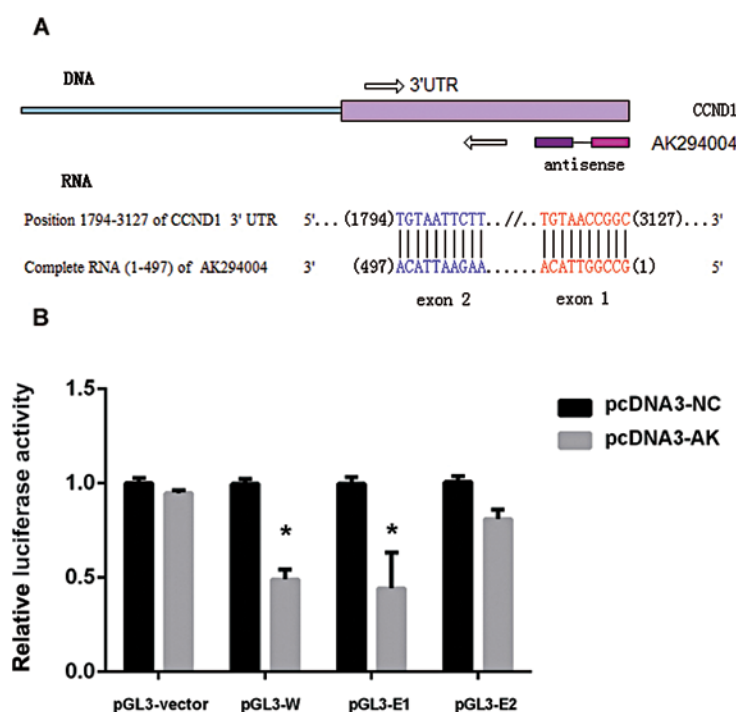 A
DNA
3'UTR
CCND1
AK294004
antisense
RNA
Position 1794-3127 of CCND1 3' UTR 5'... (1794)TGTAATTCTT..//..TGTAACCGGC(3127)... 3'
Complete RNA (1-497) of AK294004 3' (497)ACATTAAGAA........ACATTGGCCG(1) 5'
exon 2 exon 1
B
Relative luciferase activity
1.5
1.0
0.5
0.0
* *
pGL3-vector pGL3-W pGL3-E1 pGL3-E2
pcDNA3-NC
pcDNA3-AK